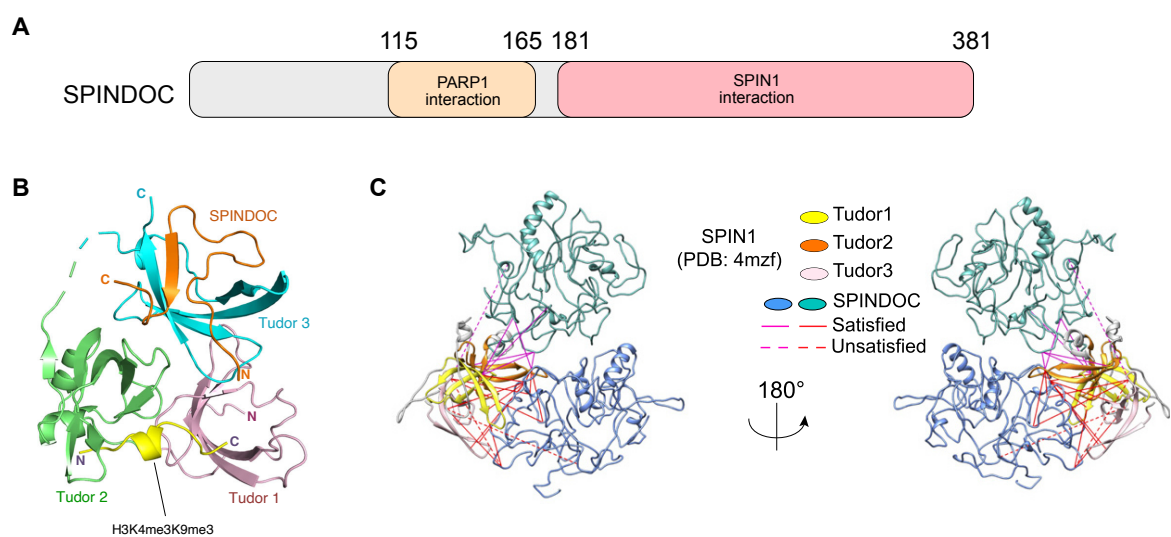 A
115
165
181
381
SPINDOC
PARP1
interaction
SPIN1
interaction
B
C
SPINDOC
C
Tudor 3
N
N
C
N
Tudor 2
Tudor 1
H3K4me3K9me3
C
SPIN1
(PDB: 4mzf)
Tudor1
Tudor2
Tudor3
SPINDOC
Satisfied
Unsatisfied
180°